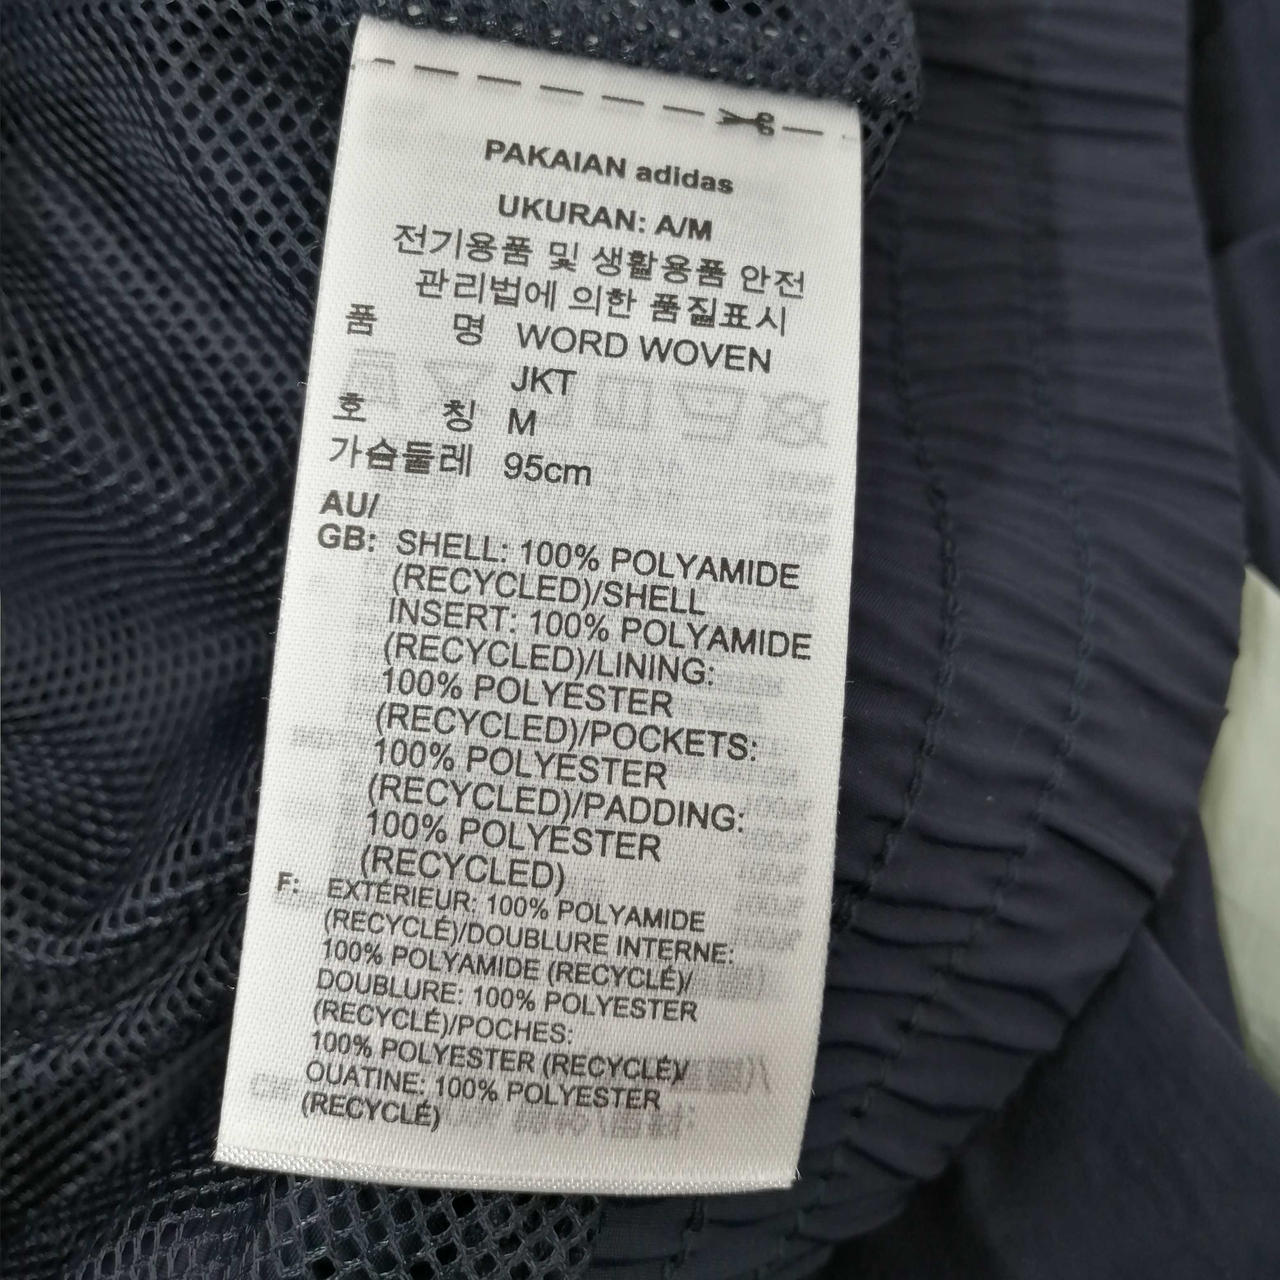 PAKAIAN adidas
UKURAN: A/M
전기용품 및 생활용품 안전
관리법에 의한 품질표시
품 명 WORD WOVEN
JKT
호 칭 M
가슴둘레 95cm
AU/
GB: SHELL: 100% POLYAMIDE
(RECYCLED)/SHELL
INSERT: 100% POLYAMIDE
(RECYCLED)/LINING:
100% POLYESTER
(RECYCLED)/POCKETS:
100% POLYESTER
(RECYCLED)/PADDING:
100% POLYESTER
(RECYCLED)
F: EXTÉRIEUR: 100% POLYAMIDE
(RECYCLÉ)/DOUBLURE INTERNE:
100% POLYAMIDE (RECYCLÉ)/
DOUBLURE: 100% POLYESTER
(RECYCLÉ)/POCHES:
100% POLYESTER (RECYCLÉ)/
OUATINE: 100% POLYESTER
(RECYCLÉ)